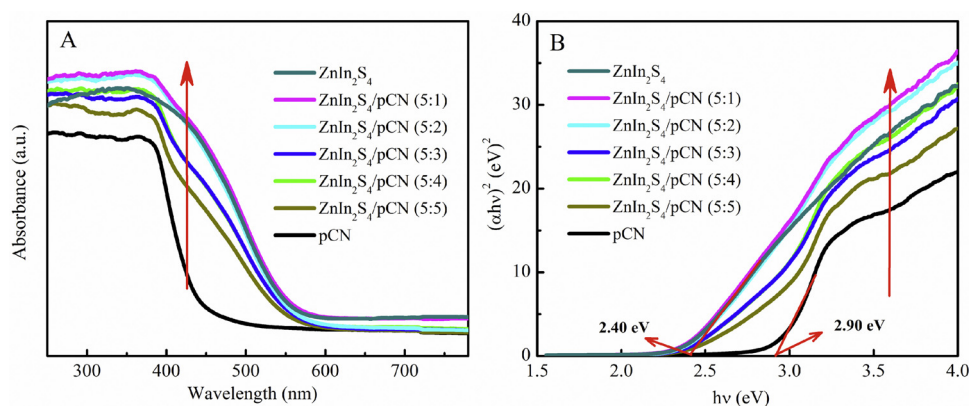 A
ZnIn₂S₄
ZnIn₂S₄/pCN (5:1)
ZnIn₂S₄/pCN (5:2)
ZnIn₂S₄/pCN (5:3)
ZnIn₂S₄/pCN (5:4)
ZnIn₂S₄/pCN (5:5)
pCN
Absorbance (a.u.)
300 400 500 600 700
Wavelength (nm)
B
ZnIn₂S₄
ZnIn₂S₄/pCN (5:1)
ZnIn₂S₄/pCN (5:2)
ZnIn₂S₄/pCN (5:3)
ZnIn₂S₄/pCN (5:4)
ZnIn₂S₄/pCN (5:5)
pCN
(αhν)² (eV)²
40
30
20
10
0
2.40 eV
2.90 eV
1.5 2.0 2.5 3.0 3.5 4.0
hν (eV)